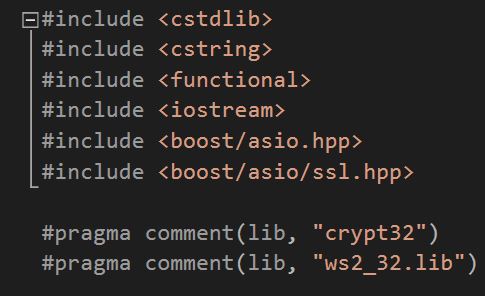 #include <cstdlib>
#include <cstring>
#include <functional>
#include <iostream>
#include <boost/asio.hpp>
#include <boost/asio/ssl.hpp>
#pragma comment(lib, "crypt32")
#pragma comment(lib, "ws2_32.lib")